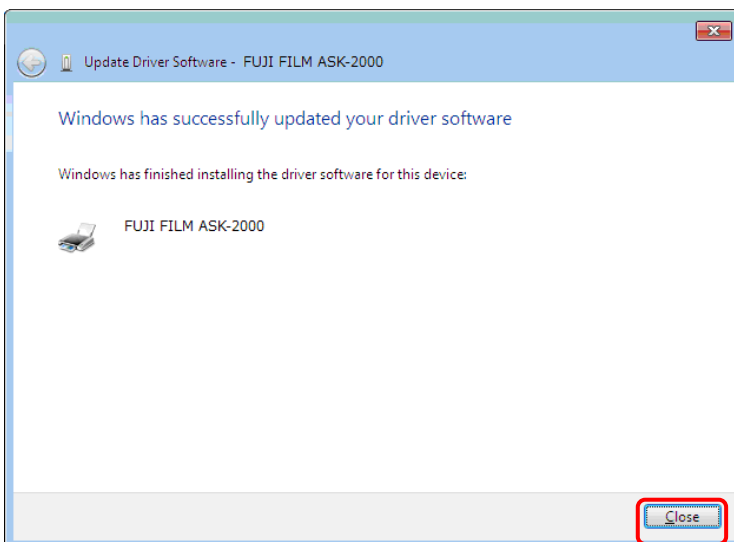 Update Driver Software - FUJI FILM ASK-2000
Windows has successfully updated your driver software
Windows has finished installing the driver software for this device:
FUJI FILM ASK-2000
Close